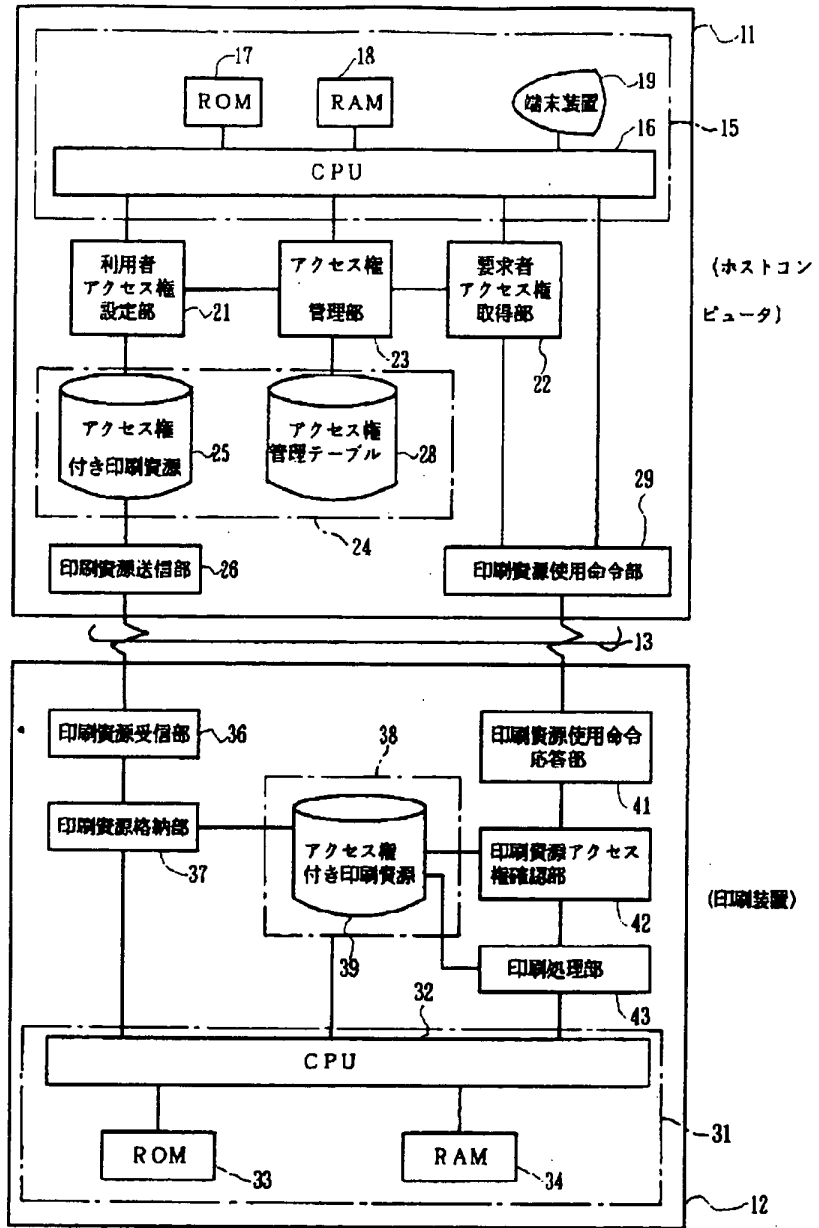 11
17
18
19
ROM
RAM
端末装置
16
15
CPU
利用者
アクセス権
設定部
21
アクセス権
管理部
23
要求者
アクセス権
取得部
22
(ホストコン
ピュータ)
アクセス権
付き印刷資源
25
アクセス権
管理テーブル
28
24
29
印刷資源送信部
26
印刷資源使用命令部
13
印刷資源受信部
36
38
印刷資源使用命令
応答部
41
印刷資源格納部
37
アクセス権
付き印刷資源
39
印刷資源アクセス
権確認部
42
(印刷装置)
印刷処理部
43
32
CPU
31
ROM
33
RAM
34
12